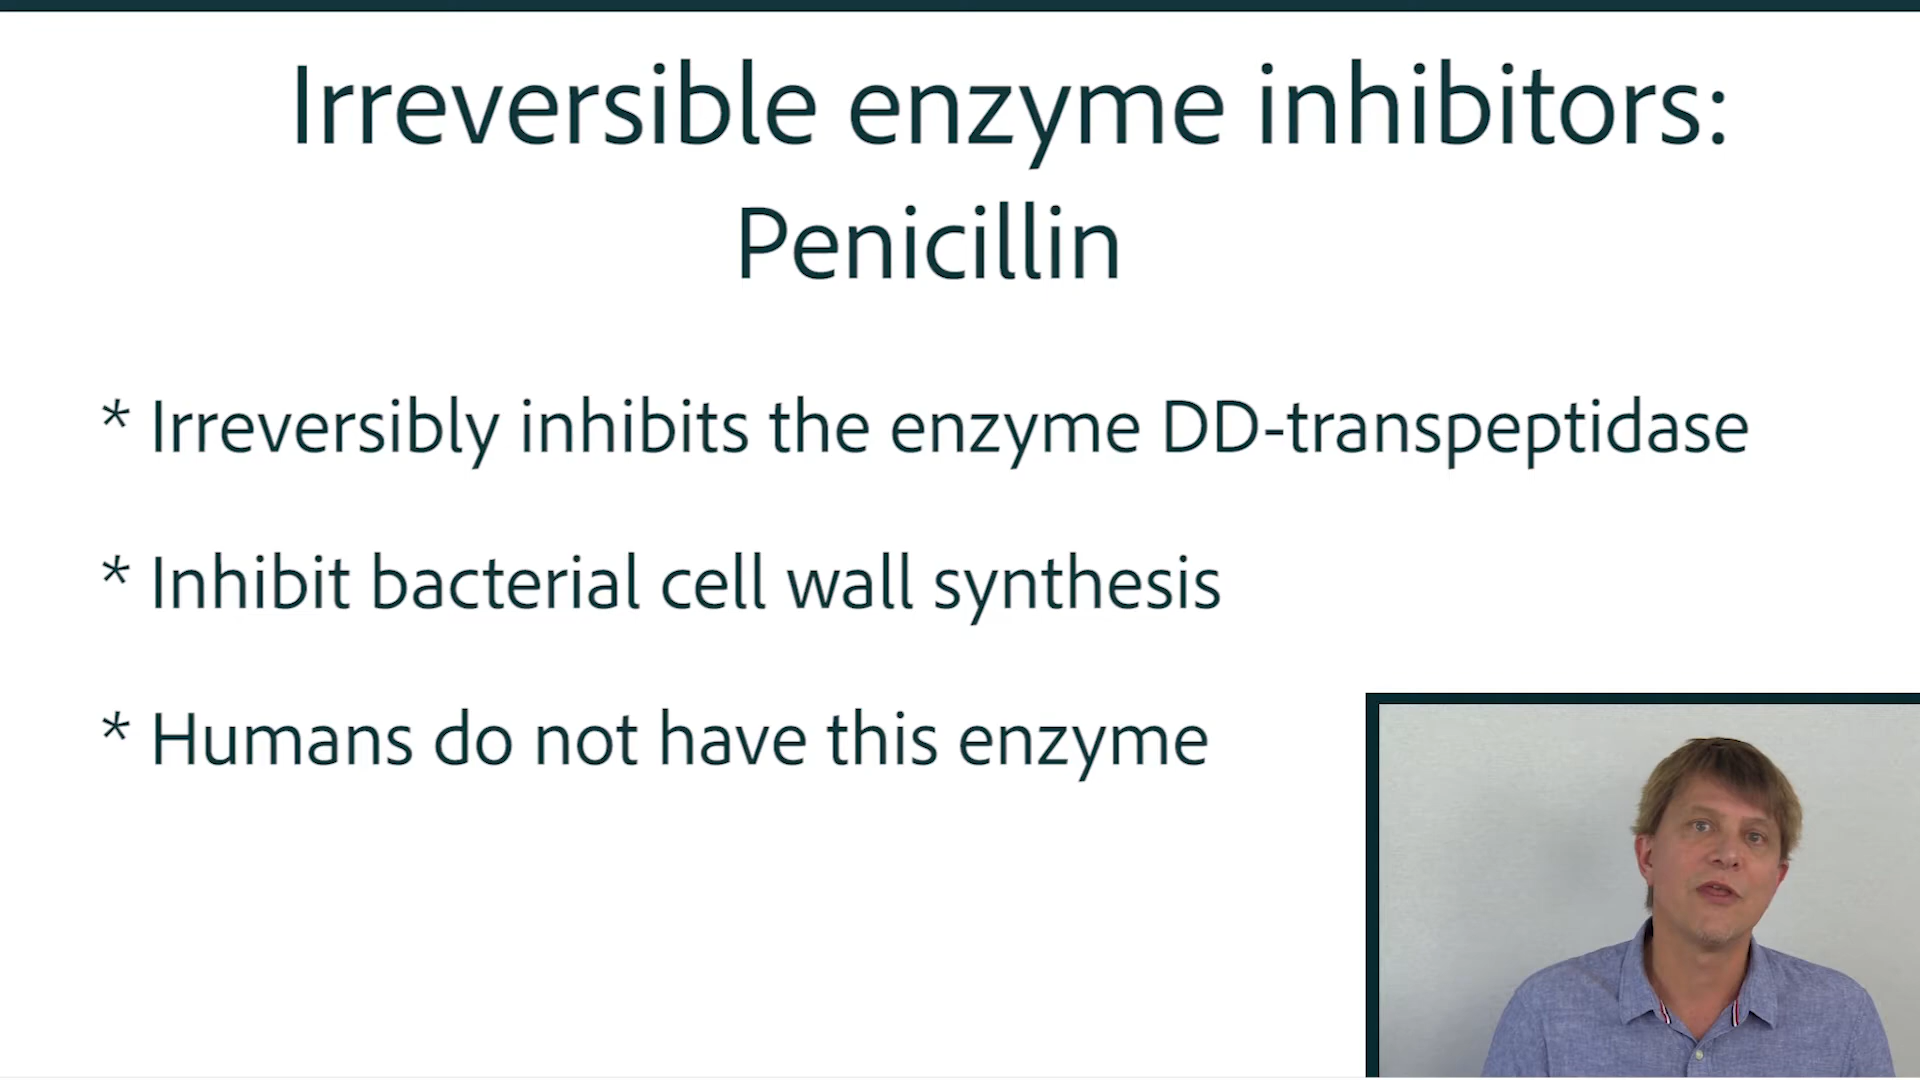 Irreversible enzyme inhibitors:
Penicillin
* Irreversibly inhibits the enzyme DD-transpeptidase
* Inhibit bacterial cell wall synthesis
* Humans do not have this enzyme